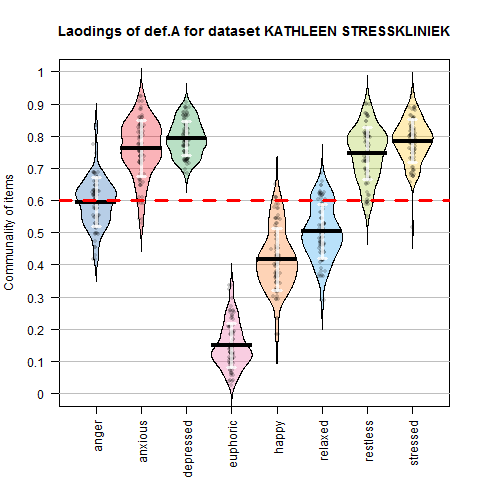 Laodings of def.A for dataset KATHLEEN STRESSKLINIEK
Communality of items
1
0.9
0.8
0.7
0.6
0.5
0.4
0.3
0.2
0.1
0
anger
anxious
depressed
euphoric
happy
relaxed
restless
stressed